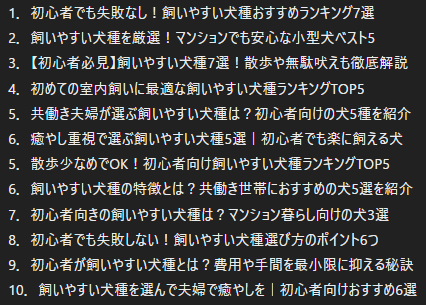 1. 初心者でも失敗なし！飼いやすい犬種おすすめランキング7選
2. 飼いやすい犬種を厳選！マンションでも安心な小型犬ベスト5
3. 【初心者必見】飼いやすい犬種7選！散歩や無駄吠えも徹底解説
4. 初めての室内飼いに最適な飼いやすい犬種ランキングTOP5
5. 共働き夫婦が選ぶ飼いやすい犬種は？初心者向けの犬5種を紹介
6. 癒やし重視で選ぶ飼いやすい犬種5選｜初心者でも楽に飼える犬
5. 散歩少なめでOK！初心者向け飼いやすい犬種ランキングTOP5
6. 飼いやすい犬種の特徴とは？共働き世帯におすすめの犬5選を紹介
7. 初心者向きの飼いやすい犬種は？マンション暮らし向けの犬3選
8. 初心者でも失敗しない！飼いやすい犬種選び方のポイント6つ
9. 初心者が飼いやすい犬種とは？費用や手間を最小限に抑える秘訣
10. 飼いやすい犬種を選んで夫婦で癒やしを｜初心者向けおすすめ6選